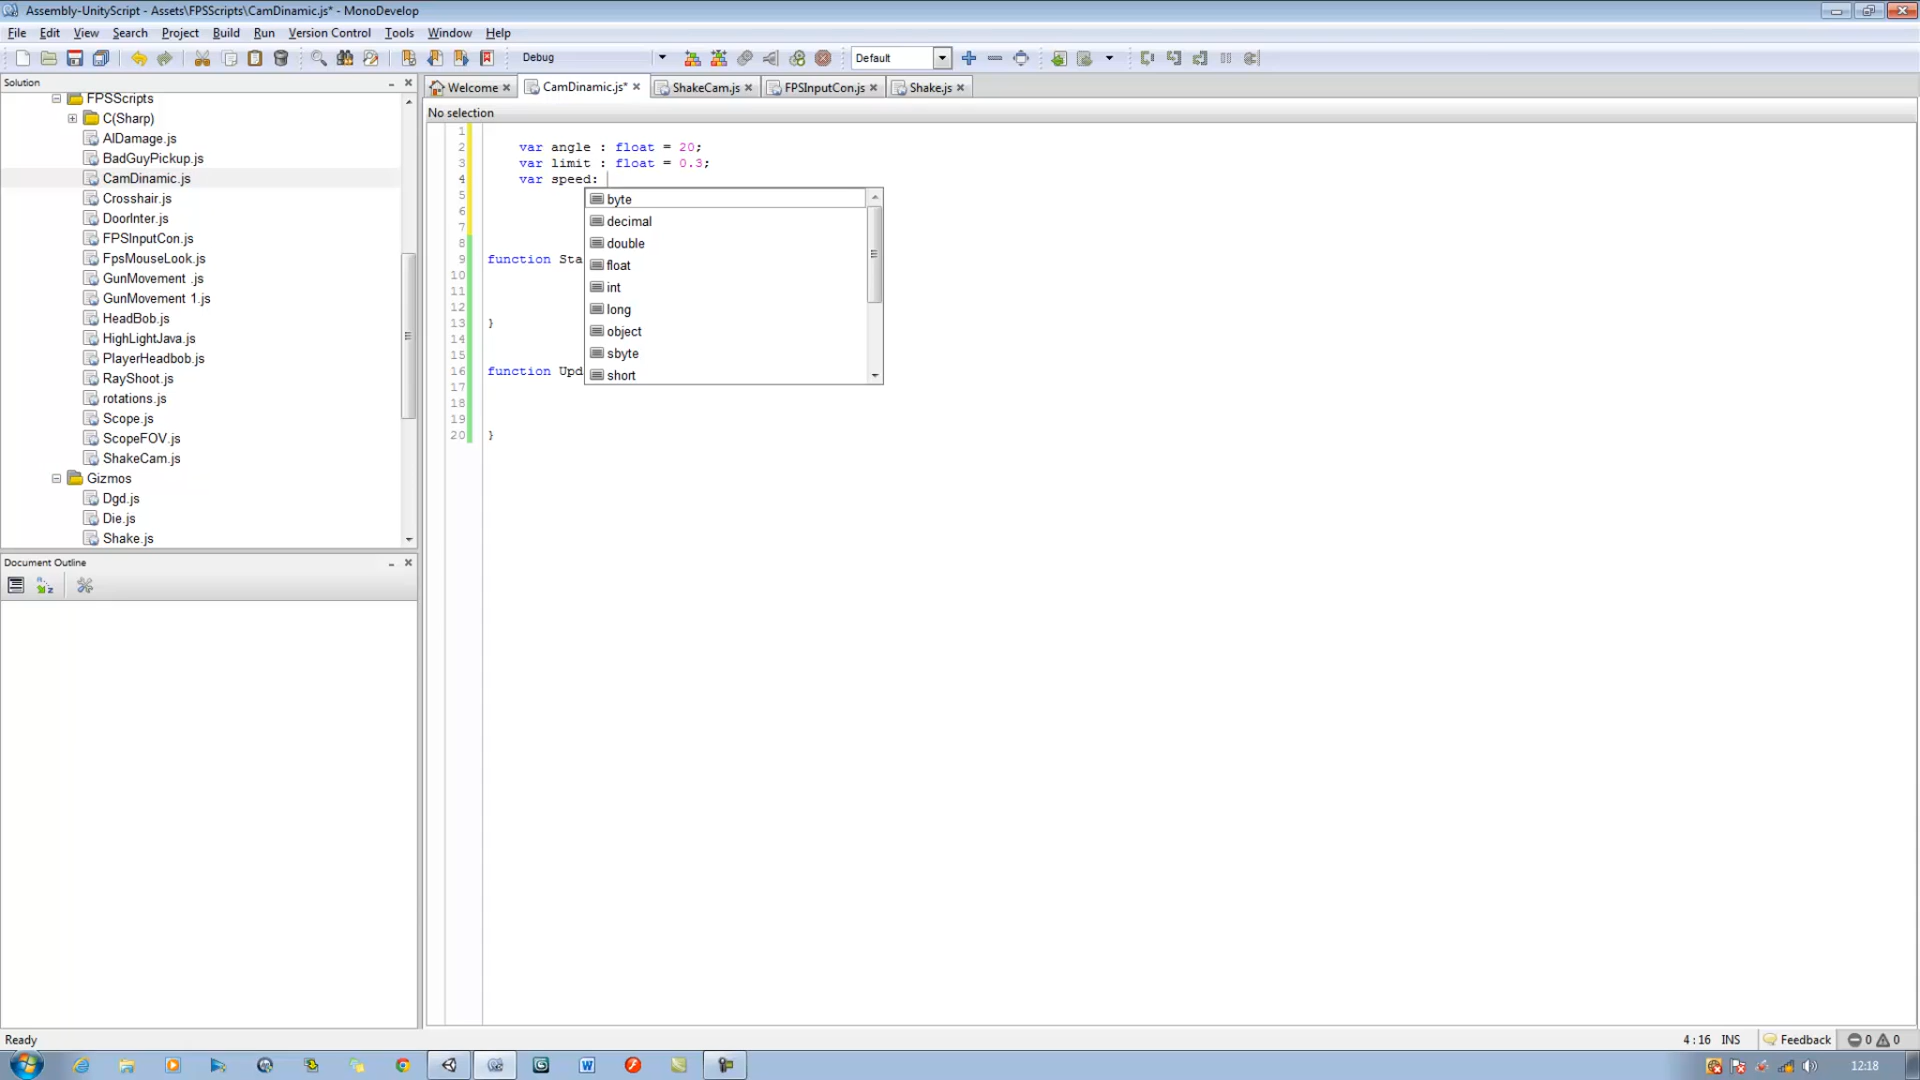 Assembly-UnityScript - Assets\FPSScripts\CamDinamic.js* - MonoDevelop
File Edit View Search Project Build Run Version Control Tools Window Help
Debug
Default
Solution
FPSScripts
C(Sharp)
AIDamage.js
BadGuyPickup.js
CamDinamic.js
Crosshair.js
DoorInter.js
FPSInputCon.js
FpsMouseLook.js
GunMovement .js
GunMovement 1.js
HeadBob.js
HighLightJava.js
PlayerHeadbob.js
RayShoot.js
rotations.js
Scope.js
ScopeFOV.js
ShakeCam.js
Gizmos
Dgd.js
Die.js
Shake.js
Document Outline
Welcome CamDinamic.js* ShakeCam.js FPSInputCon.js Shake.js
No selection
1
2 var angle : float = 20;
3 var limit : float = 0.3;
4 var speed:
5
6
7
8
9 function Sta
10
11
12
13 }
14
15
16 function Upd
17
18
19
20 }
byte
decimal
double
float
int
long
object
sbyte
short
Ready
4 : 16 INS Feedback 0 0
12:18